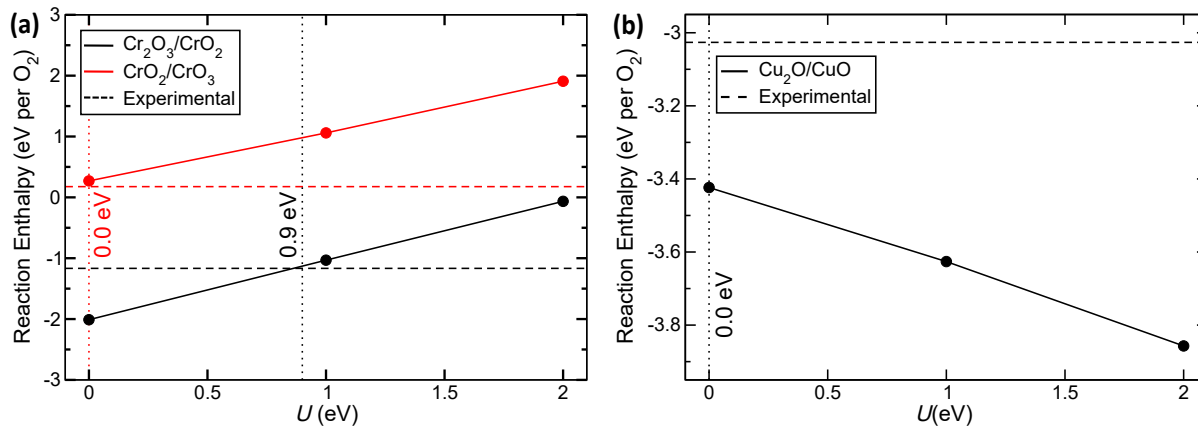 (a)
Reaction Enthalpy (eV per O2)
3
2
1
0
-1
-2
-3
Cr2O3/CrO2
CrO2/CrO3
Experimental
0.0 eV
0.9 eV
0
0.5
1
1.5
2
U (eV)
(b)
Reaction Enthalpy (eV per O2)
-3
-3.2
-3.4
-3.6
-3.8
Cu2O/CuO
Experimental
0.0 eV
0
0.5
1
1.5
2
U(eV)